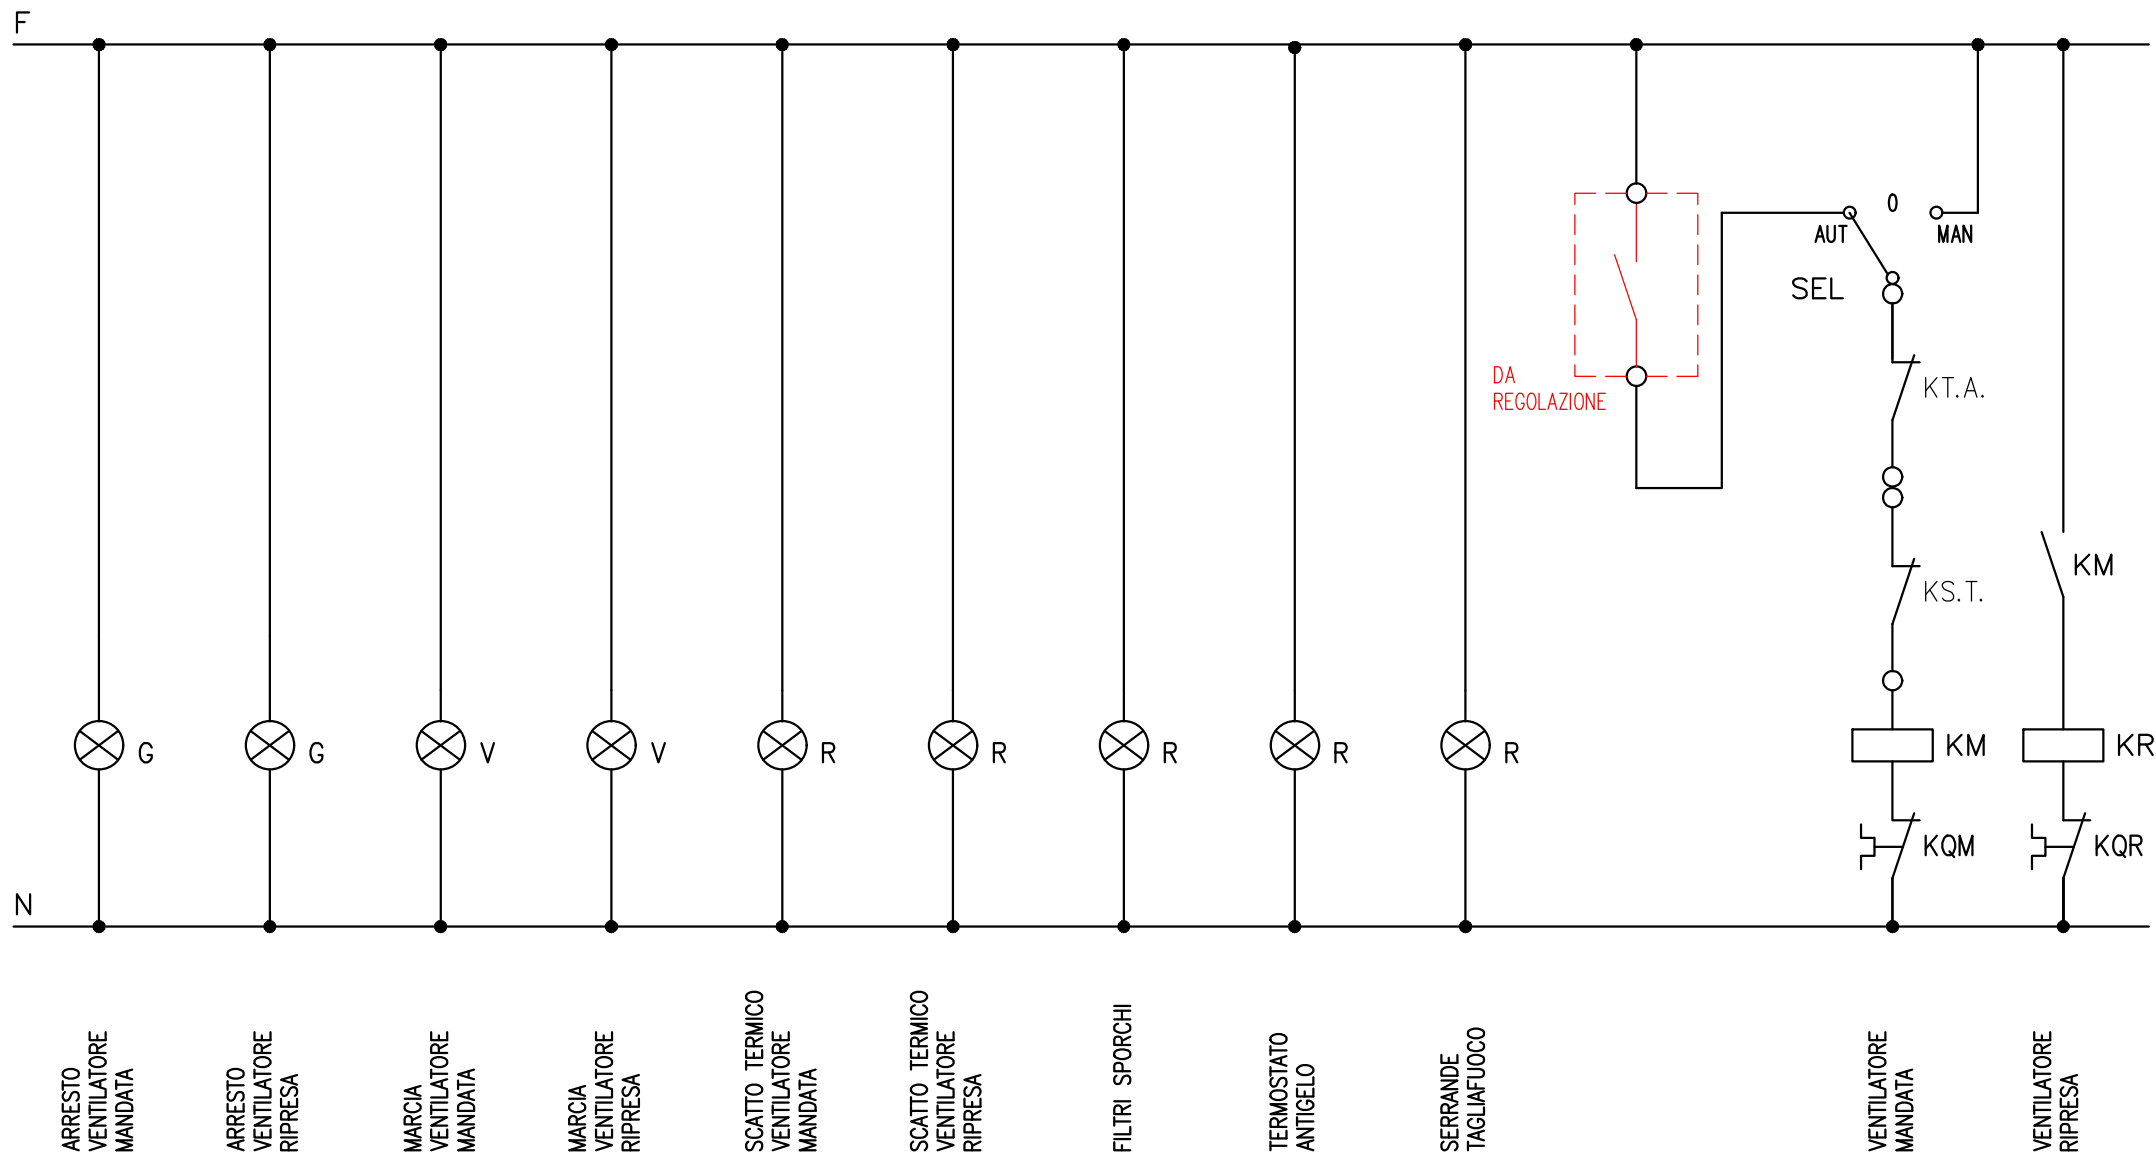 F
0
AUT
MAN
SEL
DA
REGOLAZIONE
KT.A.
KM
KS.T.
G
G
V
V
R
R
R
R
R
KM
KR
KQM
KQR
N
ARRESTO
VENTILATORE
MANDATA
ARRESTO
VENTILATORE
RIPRESA
MARCIA
VENTILATORE
MANDATA
MARCIA
VENTILATORE
RIPRESA
SCATTO TERMICO
VENTILATORE
MANDATA
SCATTO TERMICO
VENTILATORE
RIPRESA
FILTRI SPORCHI
TERMOSTATO
ANTIGELO
SERRANDE
TAGLIAFUOCO
VENTILATORE
MANDATA
VENTILATORE
RIPRESA